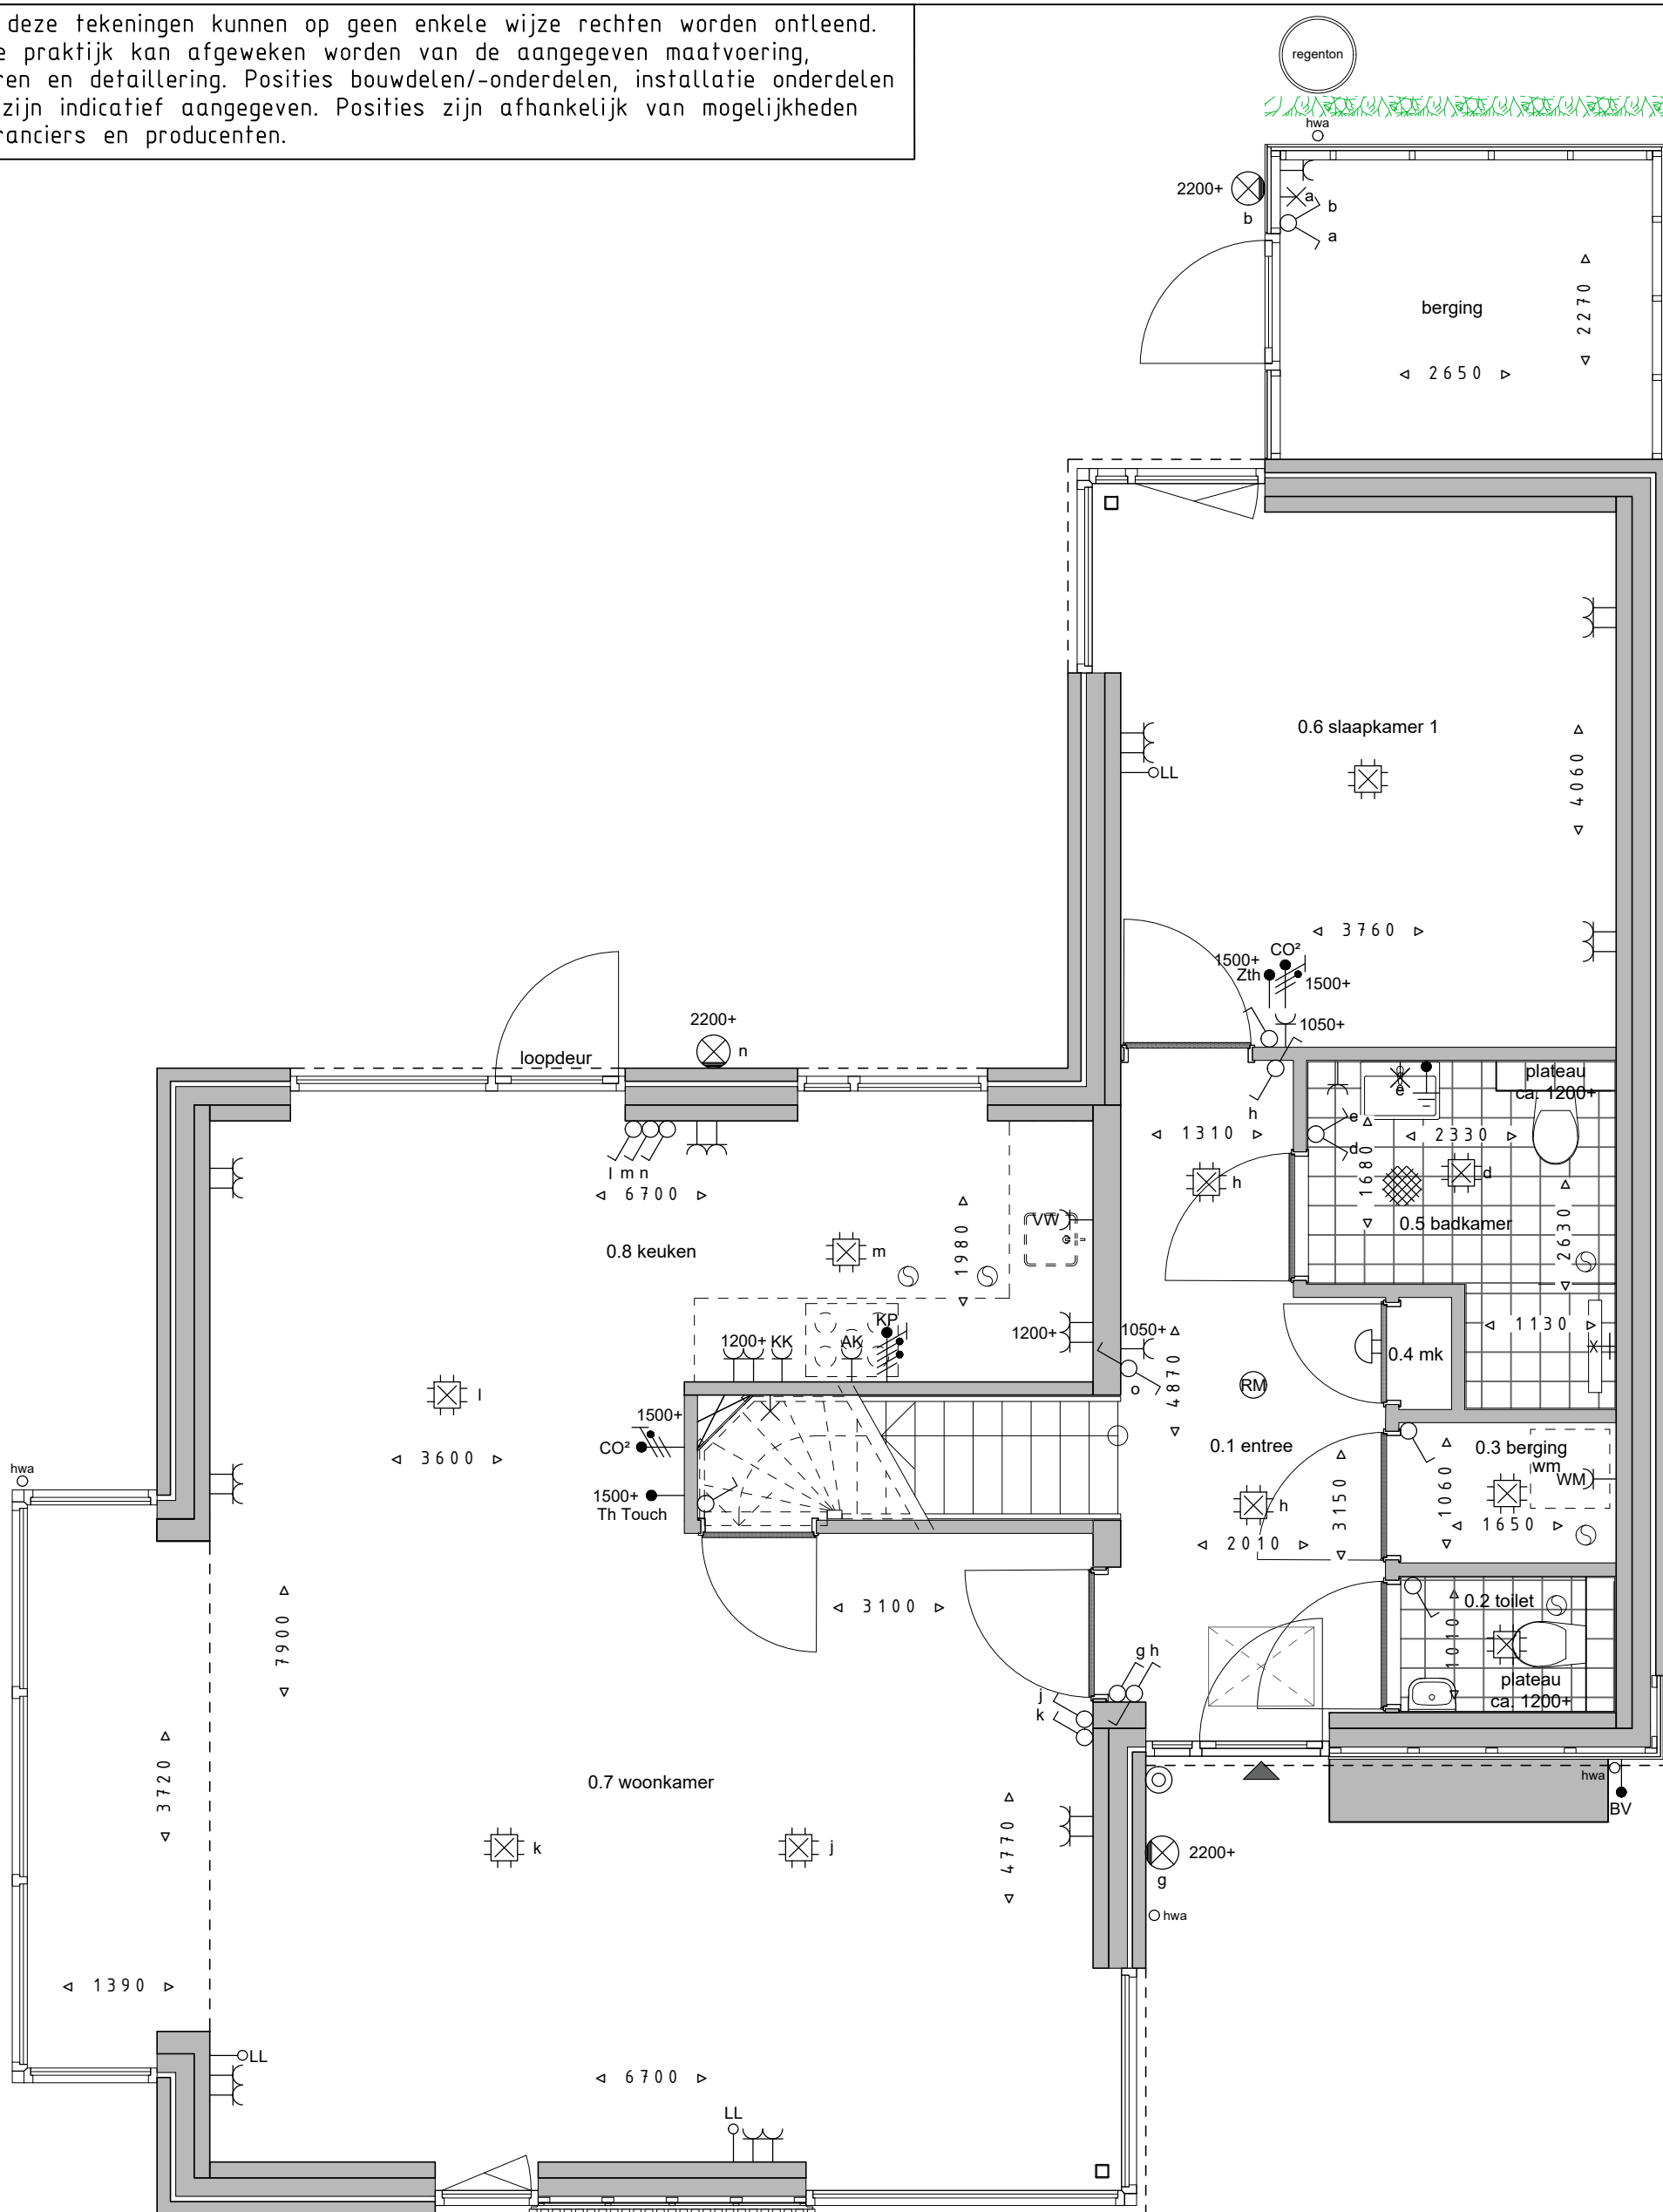 deze tekeningen kunnen op geen enkele wijze rechten worden ontleend.
praktijk kan afgeweken worden van de aangegeven maatvoering,
en detaillering. Posities bouwdelen/-onderdelen, installatie onderdelen
zijn indicatief aangegeven. Posities zijn afhankelijk van mogelijkheden
en producenten.
regenton
hwa
2200+
b
a
b
a
berging
2270
2650
0.6 slaapkamer 1
LL
4060
3760
CO²
1500+
Zth
1500+
1050+
2200+
n
loopdeur
plateau
ca. 1200+
e
e
d
h
1310
2330
1680
d
h
l m n
6700
0.5 badkamer
2630
VW
0.8 keuken
m
1980
KP
1200+ KK
AK
1200+
1050+
1130
0.4 mk
4870
o
RM
l
1500+
CO²
3600
0.1 entree
0.3 berging
wm
WM
hwa
1500+
Th Touch
h
3150
1060
1650
2010
7900
3100
0.2 toilet
1010
g h
j
k
plateau
ca. 1200+
3720
0.7 woonkamer
hwa
BV
k
j
4770
2200+
g
hwa
1390
LL
6700
LL